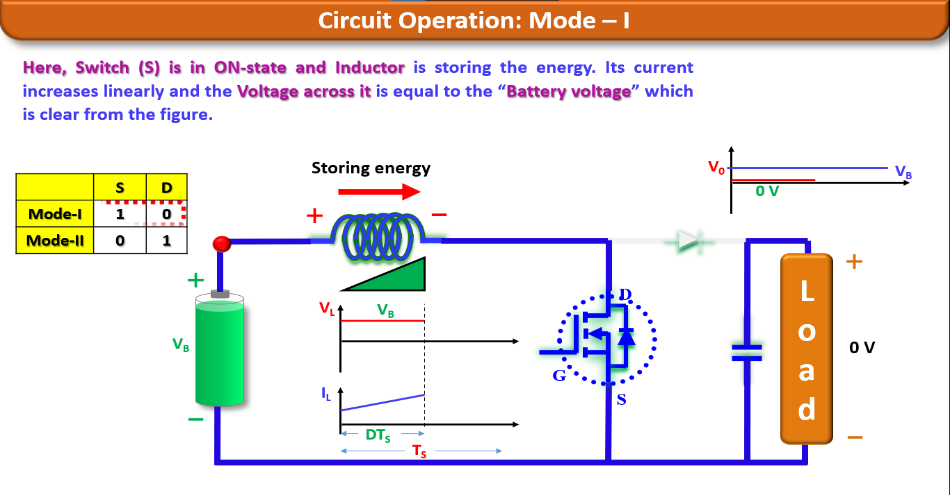 Circuit Operation: Mode – I
Here, Switch (S) is in ON-state and Inductor is storing the energy. Its current
increases linearly and the Voltage across it is equal to the “Battery voltage” which
is clear from the figure.
Storing energy
S D
Mode-I 1 0
Mode-II 0 1
V₀
V_B
0 V
+ −
+
V_B
−
V_L
V_B
I_L
DT_S
T_S
D
G
S
L
o
a
d
+
0 V
−